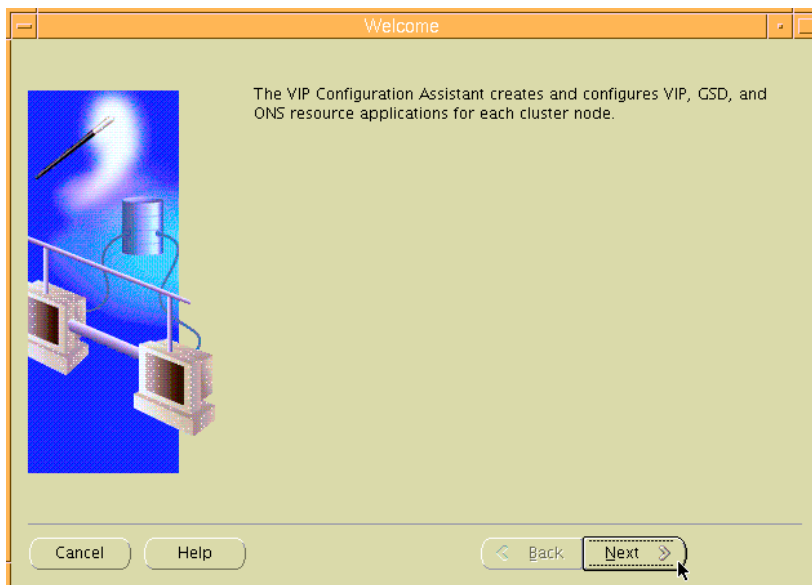 Welcome
The VIP Configuration Assistant creates and configures VIP, GSD, and
ONS resource applications for each cluster node.
Cancel
Help
Back
Next